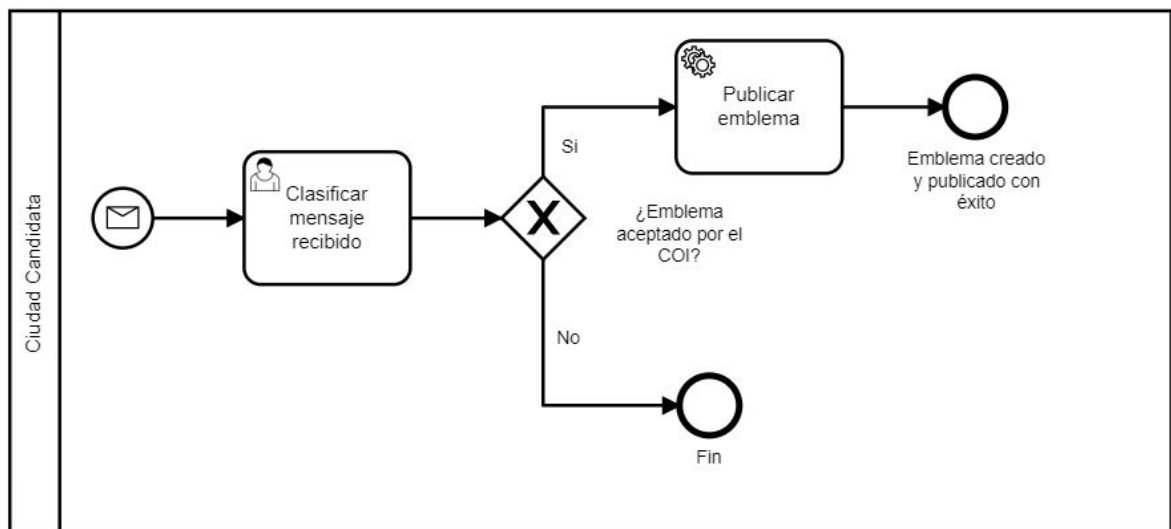 Ciudad Candidata
Clasificar
mensaje
recibido
Si
¿Emblema
aceptado por el
COI?
No
Publicar
emblema
Emblema creado
y publicado con
éxito
Fin